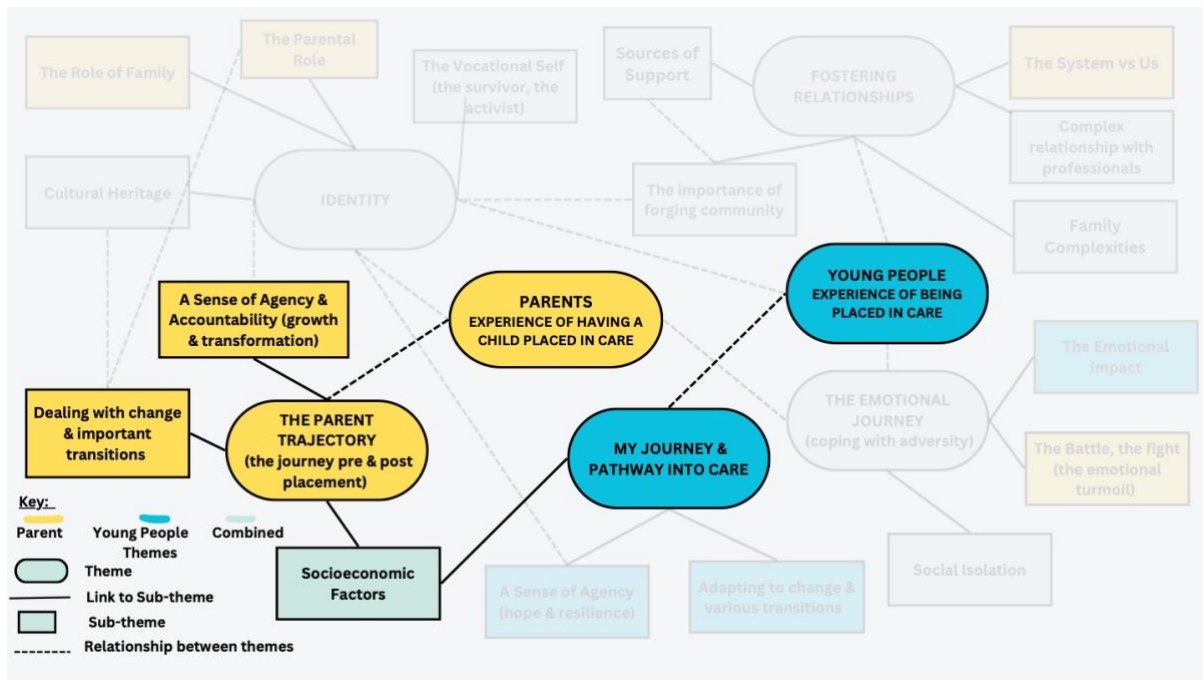 The Role of Family
The Parental
Role
The Vocational Self
(the survivor, the
activist)
Sources of
Support
FOSTERING
RELATIONSHIPS
The System vs Us
Complex
relationship with
professionals
Cultural Heritage
IDENTITY
The importance of
forging community
Family
Complexities
A Sense of Agency &
Accountability (growth
& transformation)
PARENTS
EXPERIENCE OF HAVING A
CHILD PLACED IN CARE
YOUNG PEOPLE
EXPERIENCE OF BEING
PLACED IN CARE
The Emotional
Impact
Dealing with change
& important
transitions
THE PARENT
TRAJECTORY
(the journey pre & post
placement)
MY JOURNEY &
PATHWAY INTO CARE
THE EMOTIONAL
JOURNEY
(coping with adversity)
The Battle, the fight
(the emotional
turmoil)
Socioeconomic
Factors
A Sense of Agency
(hope & resilience)
Adapting to change &
various transitions
Social Isolation
Key:
Parent
Young People
Themes
Combined
Theme
Link to Sub-theme
Sub-theme
Relationship between themes